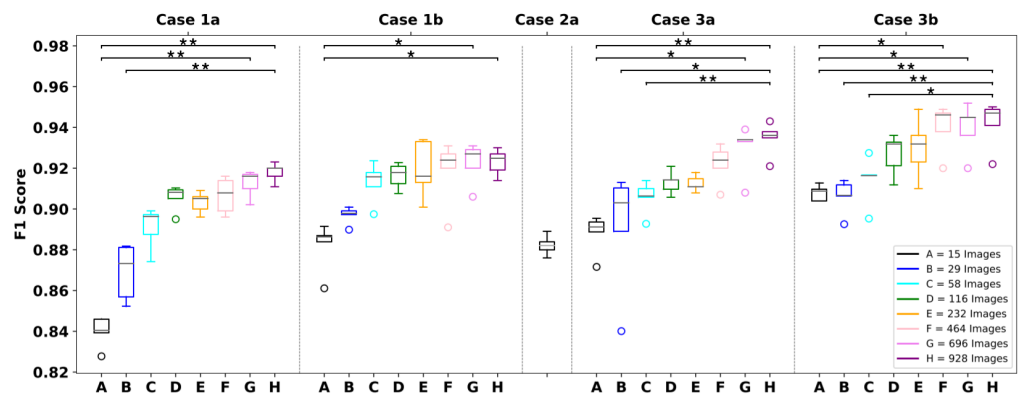 Case 1a Case 1b Case 2a Case 3a Case 3b
0.98
0.96
0.94
0.92
0.90
0.88
0.86
0.84
0.82
F1 Score
** ** **
* *
** * * **
* * ** ** *
A = 15 Images
B = 29 Images
C = 58 Images
D = 116 Images
E = 232 Images
F = 464 Images
G = 696 Images
H = 928 Images
A B C D E F G H A B C D E F G H A A B C D E F G H A B C D E F G H